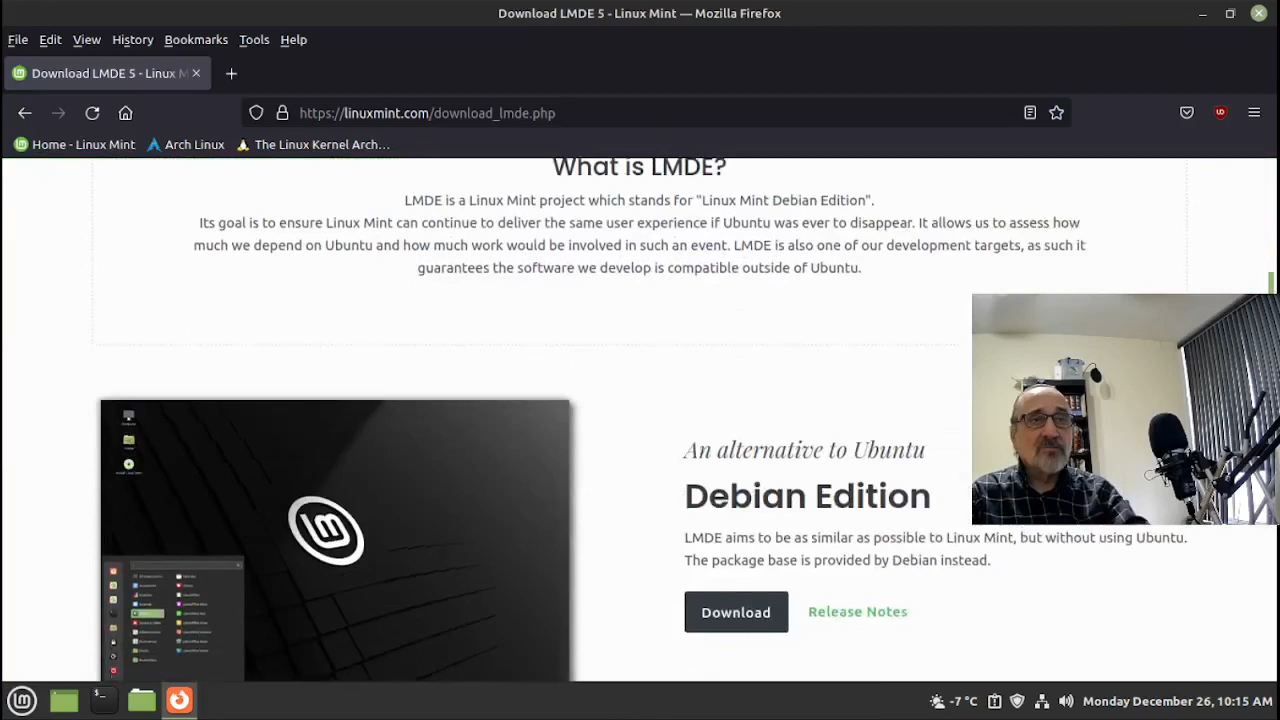 Download LMDE 5 - Linux Mint — Mozilla Firefox
File Edit View History Bookmarks Tools Help
Download LMDE 5 - Linux M
https://linuxmint.com/download_lmde.php
Home - Linux Mint Arch Linux The Linux Kernel Arch...
What is LMDE?
LMDE is a Linux Mint project which stands for "Linux Mint Debian Edition".
Its goal is to ensure Linux Mint can continue to deliver the same user experience if Ubuntu was ever to disappear. It allows us to assess how
much we depend on Ubuntu and how much work would be involved in such an event. LMDE is also one of our development targets, as such it
guarantees the software we develop is compatible outside of Ubuntu.
An alternative to Ubuntu
Debian Edition
LMDE aims to be as similar as possible to Linux Mint, but without using Ubuntu.
The package base is provided by Debian instead.
Download Release Notes
-7 °C Monday December 26, 10:15 AM